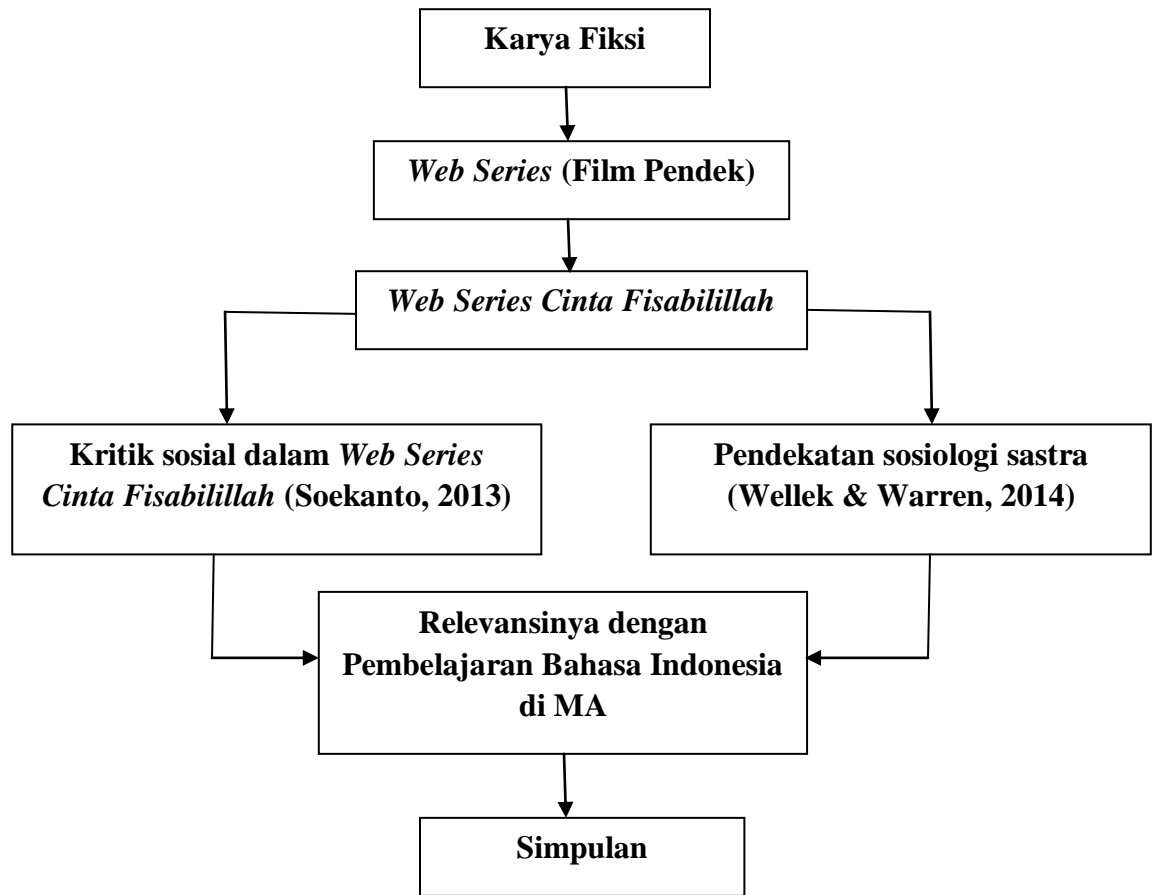 Karya Fiksi
Web Series (Film Pendek)
Web Series Cinta Fisabilillah
Kritik sosial dalam Web Series
Cinta Fisabilillah (Soekanto, 2013)
Pendekatan sosiologi sastra
(Wellek & Warren, 2014)
Relevansinya dengan
Pembelajaran Bahasa Indonesia
di MA
Simpulan